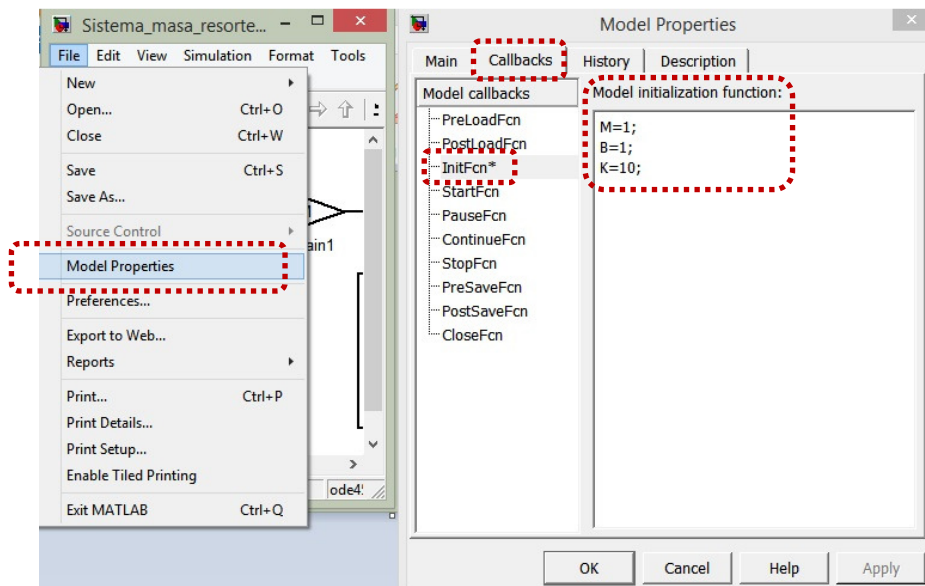 Sistema_masa_resorte...
File Edit View Simulation Format Tools
New
Open... Ctrl+O
Close Ctrl+W
Save Ctrl+S
Save As...
Source Control
Model Properties
Preferences...
Export to Web...
Reports
Print... Ctrl+P
Print Details...
Print Setup...
Enable Tiled Printing
Exit MATLAB Ctrl+Q
ain1
ode4
Model Properties
Main Callbacks History Description
Model callbacks
PreLoadFcn
PostLoadFcn
InitFcn*
StartFcn
PauseFcn
ContinueFcn
StopFcn
PreSaveFcn
PostSaveFcn
CloseFcn
Model initialization function:
M=1;
B=1;
K=10;
OK Cancel Help Apply